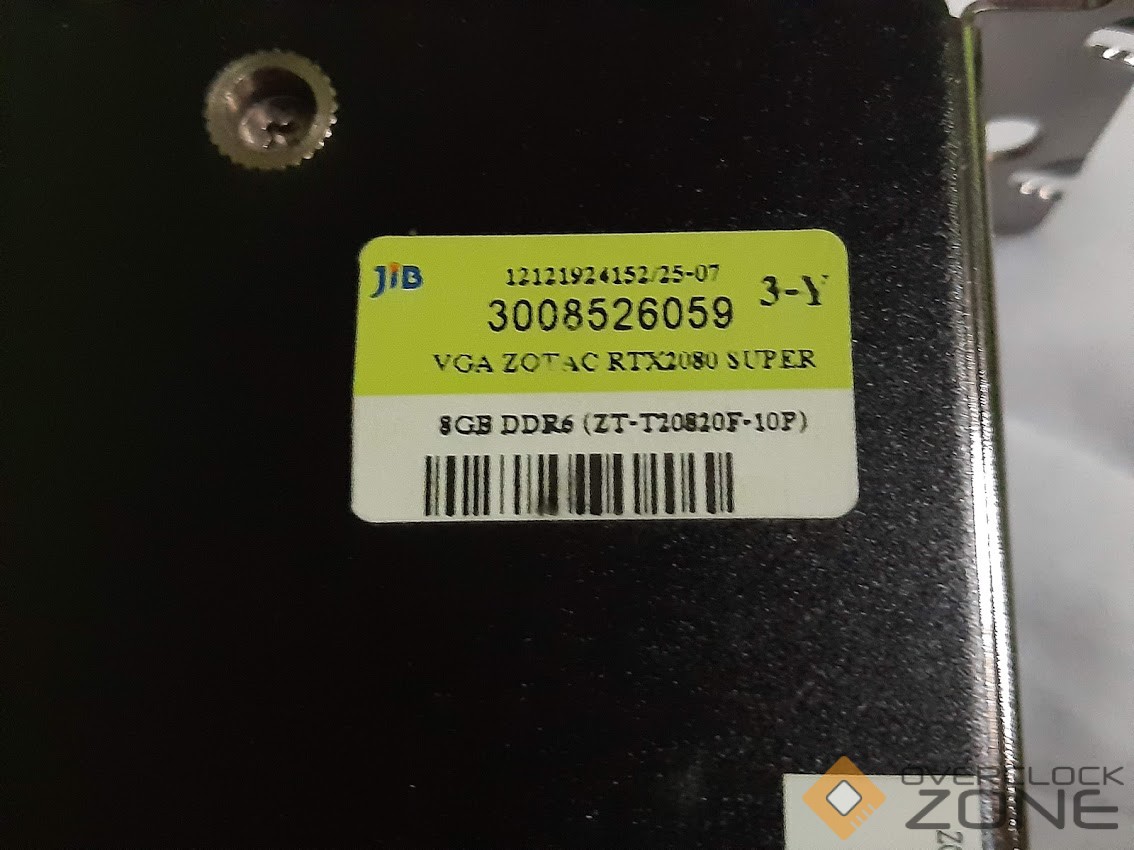 JIB
12121924152/25-07
3-Y
3008526059
VGA ZOTAC RTX2080 SUPER
8GB DDR6 (ZT-T20820F-10P)
OVERCLOCK
ZONE